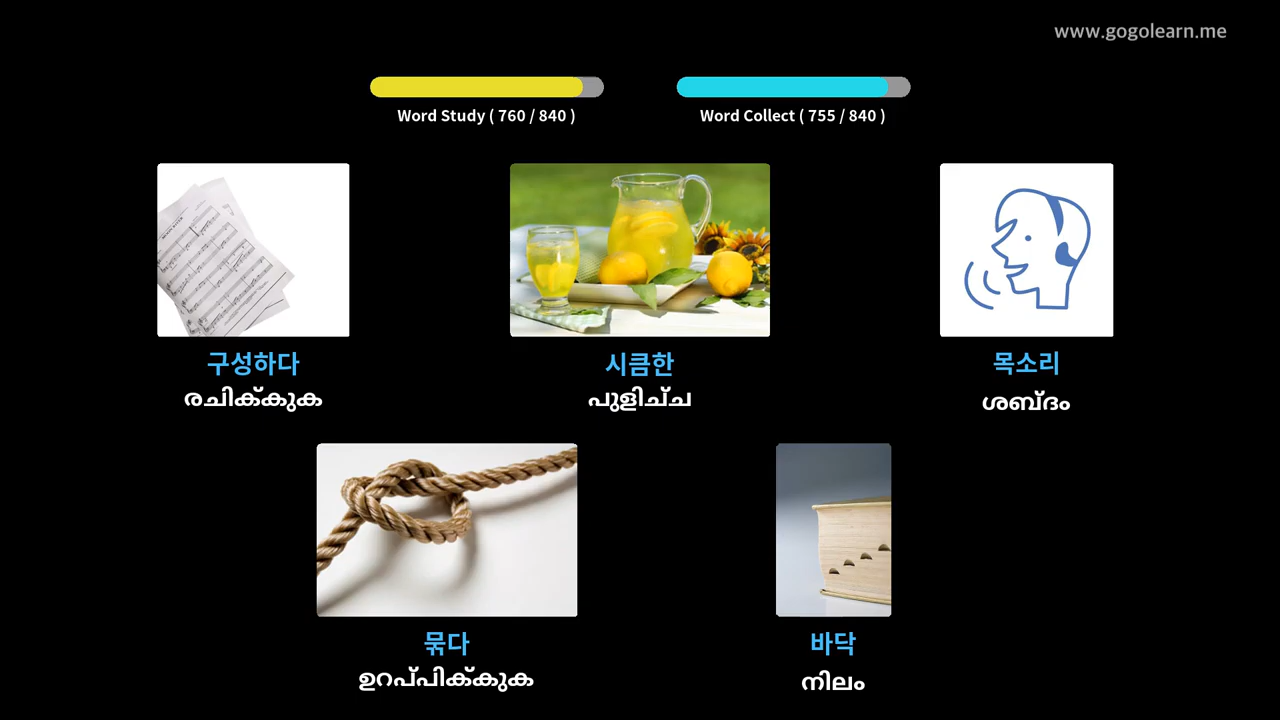 www.gogolearn.me
Word Study ( 760 / 840 )
Word Collect ( 755 / 840 )
구성하다
രചിക്കുക
시큼한
പുളിച്ച
목소리
ശബ്ദം
묶다
ഉറപ്പിക്കുക
바닥
നിലം